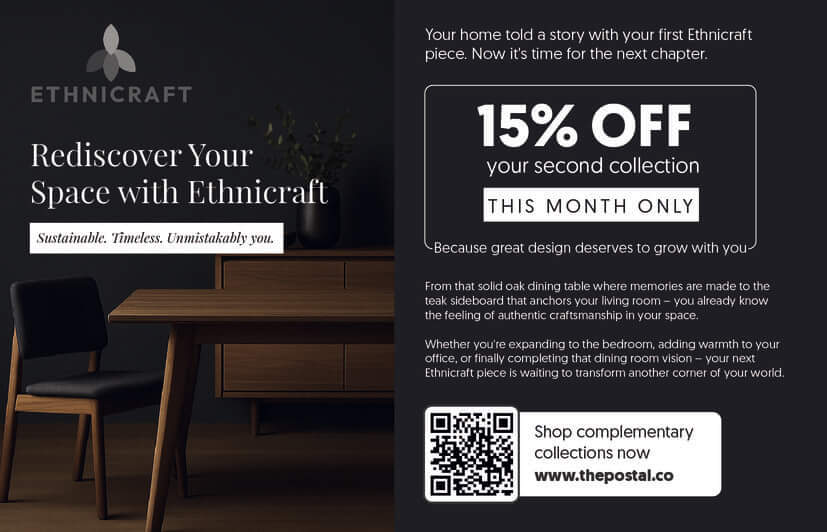 ETHNICRAFT
Rediscover Your
Space with Ethnicraft
Sustainable. Timeless. Unmistakably you.
Your home told a story with your first Ethnicraft
piece. Now it's time for the next chapter.
15% OFF
your second collection
THIS MONTH ONLY
Because great design deserves to grow with you
From that solid oak dining table where memories are made to the
teak sideboard that anchors your living room – you already know
the feeling of authentic craftsmanship in your space.
Whether you're expanding to the bedroom, adding warmth to your
office, or finally completing that dining room vision – your next
Ethnicraft piece is waiting to transform another corner of your world.
Shop complementary
collections now
www.thepostal.co